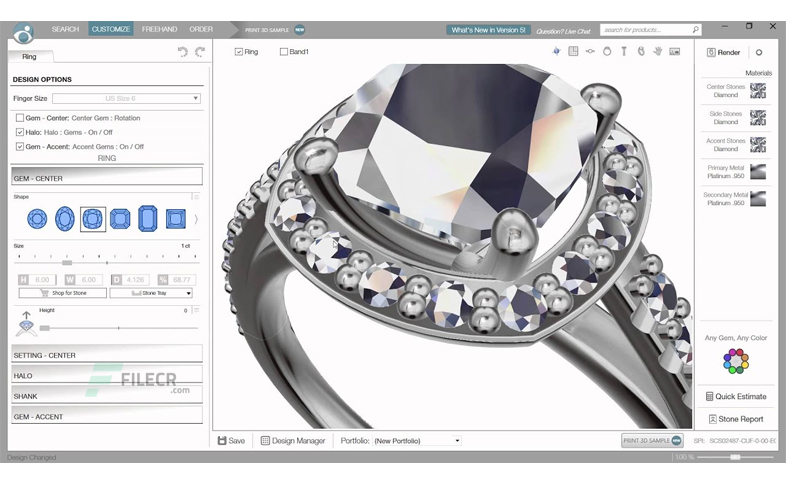 SEARCH CUSTOMIZE FREEHAND ORDER PRINT 3D SAMPLE NEW What's New in Version 5! Question? Live Chat search for products...
Ring
Ring Band1
Render
DESIGN OPTIONS
Materials
Finger Size US Size 6
Center Stones
Diamond
Gem - Center: Center Gem : Rotation
Side Stones
Diamond
Halo: Halo : Gems - On / Off
Gem - Accent: Accent Gems : On / Off
Accent Stones
Diamond
RING
GEM - CENTER
Primary Metal
Platinum .950
Shape
Secondary Metal
Platinum .950
Size 1 ct
H 6.00 W 6.00 D 4.126 % 68.77
Shop for Stone Stone Tray
Height 0
Any Gem, Any Color
SETTING - CENTER
HALO
FILECR
.com
SHANK
Quick Estimate
GEM - ACCENT
Stone Report
Save Design Manager Portfolio: (New Portfolio) PRINT 3D SAMPLE NEW
Design Changed 100 %